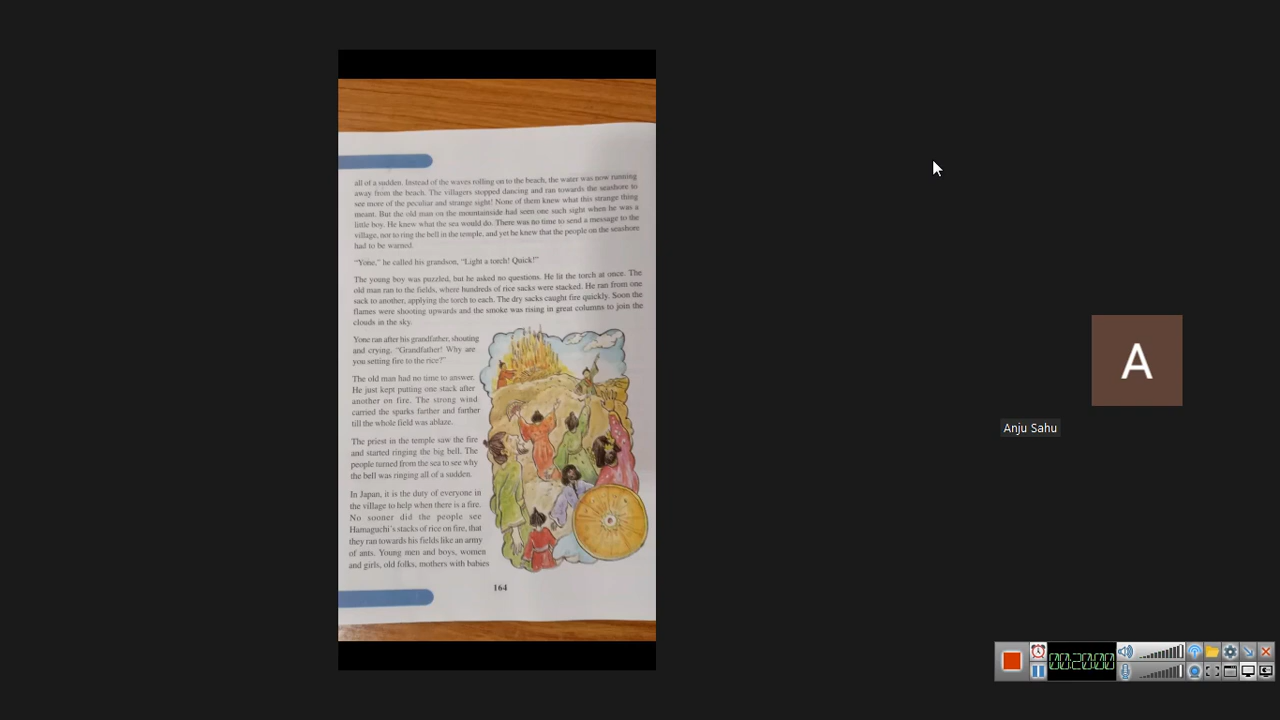 all of a sudden. Instead of the waves rolling on to the beach, the water was now running
away from the beach. The villagers stopped dancing and ran towards the seashore to
see more of the peculiar and strange sight! None of them knew what this strange thing
meant. But the old man on the mountainside had seen one such sight when he was a
little boy. He knew what the sea would do. There was no time to send a message to the
village, nor to ring the bell in the temple, and yet he knew that the people on the seashore
had to be warned.
"Yone," he called his grandson, "Light a torch! Quick!"
The young boy was puzzled, but he asked no questions. He lit the torch at once. The
old man ran to the fields, where hundreds of rice sacks were stacked. He ran from one
sack to another, applying the torch to each. The dry sacks caught fire quickly. Soon the
flames were shooting upwards and the smoke was rising in great columns to join the
clouds in the sky.
Yone ran after his grandfather, shouting
and crying, "Grandfather! Why are
you setting fire to the rice?"
The old man had no time to answer.
He just kept putting one stack after
another on fire. The strong wind
carried the sparks farther and farther
till the whole field was ablaze.
The priest in the temple saw the fire
and started ringing the big bell. The
people turned from the sea to see why
the bell was ringing all of a sudden.
In Japan, it is the duty of everyone in
the village to help when there is a fire.
No sooner did the people see
Hamaguchi's stacks of rice on fire, that
they ran towards his fields like an army
of ants. Young men and boys, women
and girls, old folks, mothers with babies
164
A
Anju Sahu
00:20:00